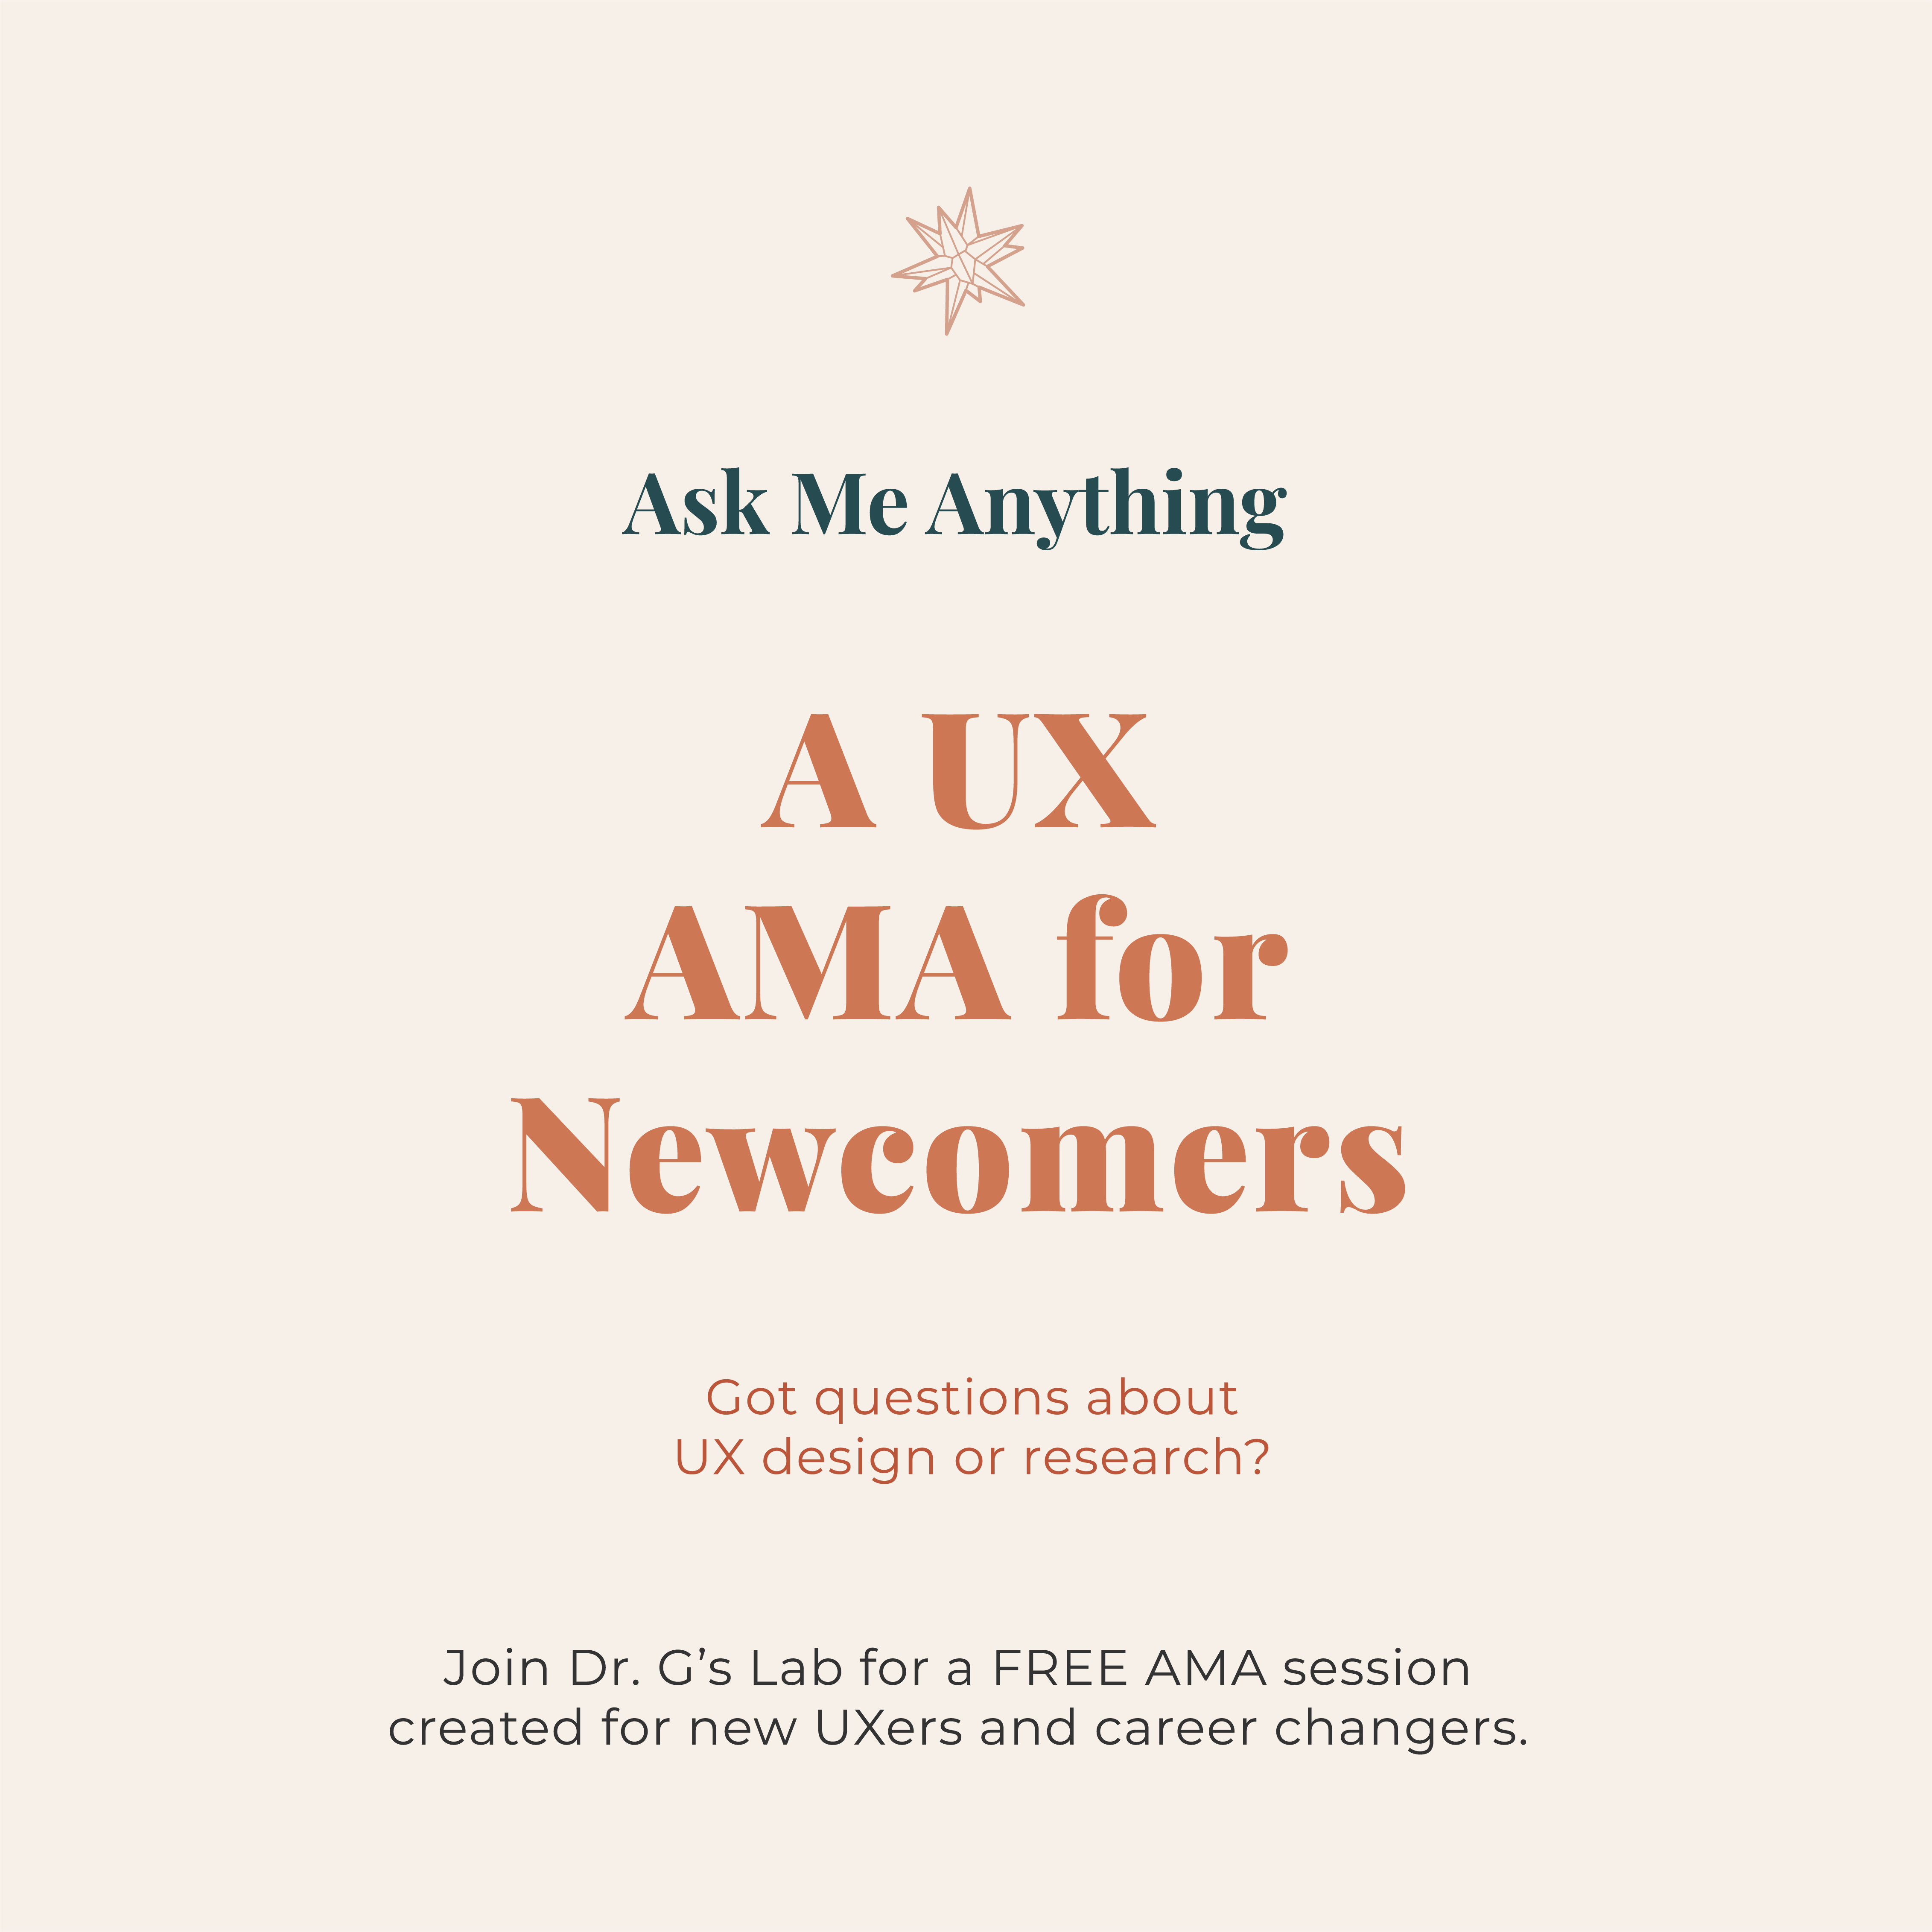 Ask Me Anything
A UX
AMA for
Newcomers
Got questions about
UX design or research?
Join Dr. G’s Lab for a FREE AMA session
created for new UXers and career changers.